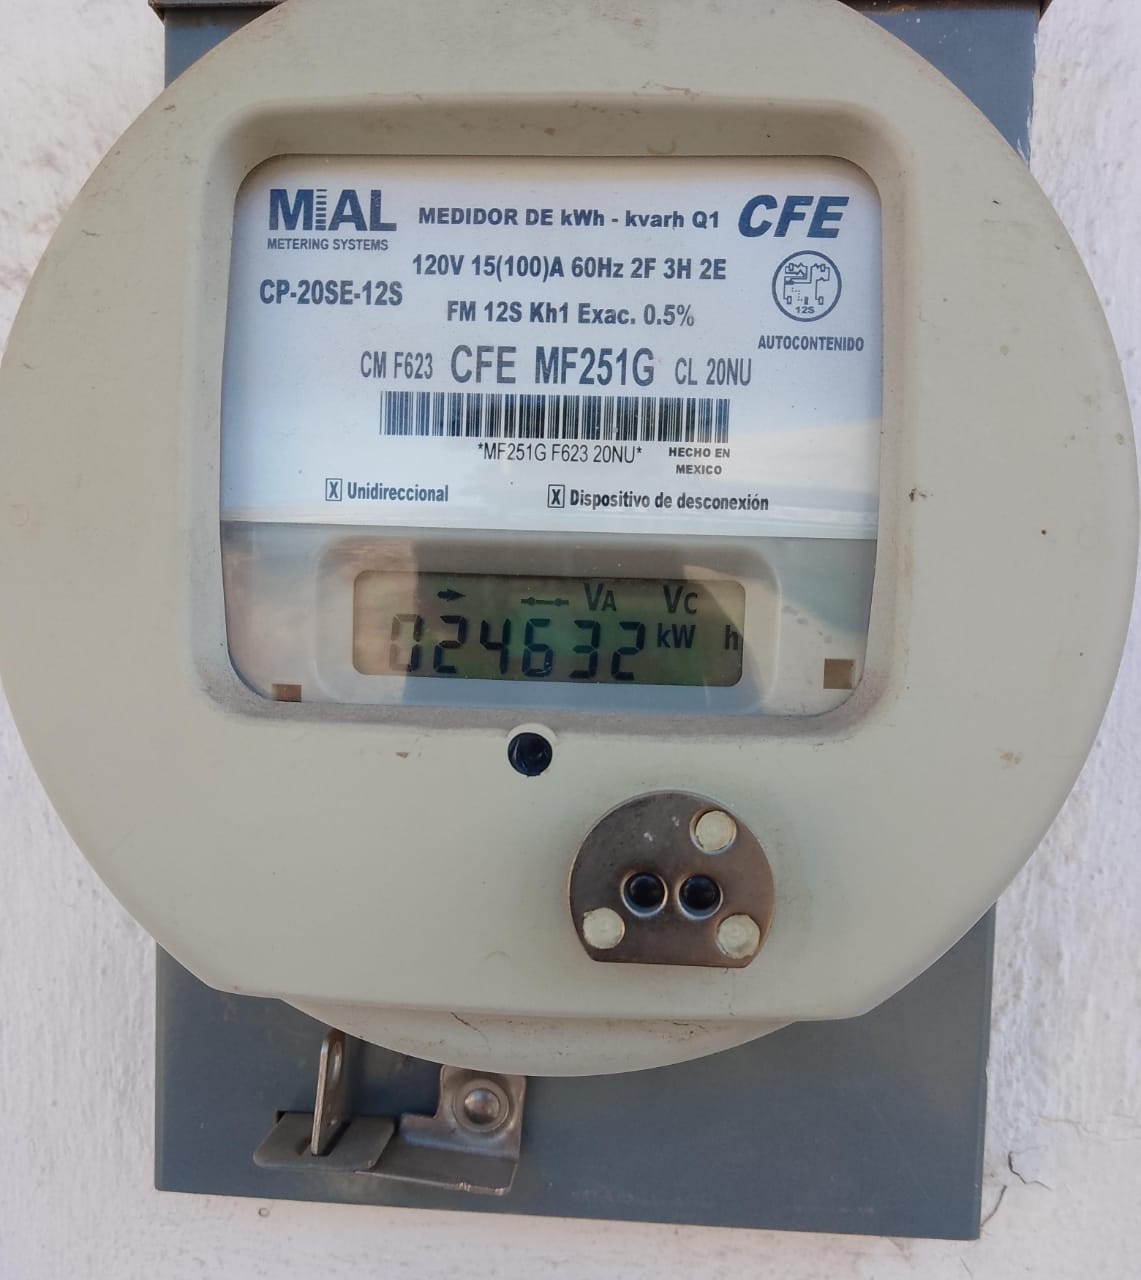 MIAL
METERING SYSTEMS
MEDIDOR DE kWh - kvarh Q1
CFE
120V 15(100)A 60Hz 2F 3H 2E
CP-20SE-12S
FM 12S Kh1 Exac. 0.5%
12S
AUTOCONTENIDO
CM F623 CFE MF251G CL 20NU
*MF251G F623 20NU*
HECHO EN
MEXICO
X Unidireccional
X Dispositivo de desconexión
VA VC
024632 kW h